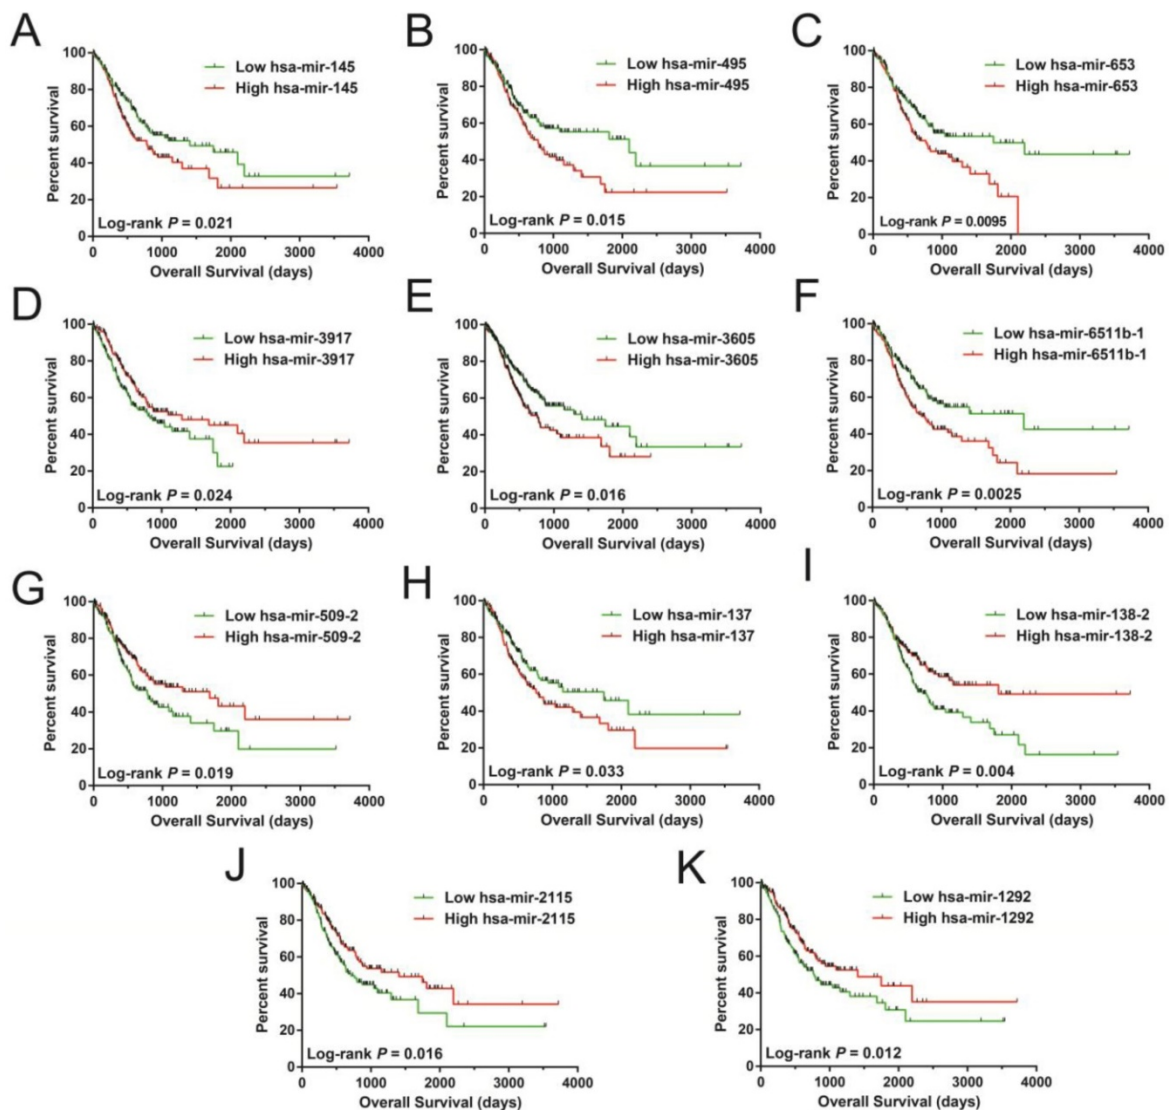 A
B
C
100
80
60
40
20
0
Percent survival
Low hsa-mir-145
High hsa-mir-145
Log-rank P = 0.021
0 1000 2000 3000 4000
Overall Survival (days)
100
80
60
40
20
0
Percent survival
Low hsa-mir-495
High hsa-mir-495
Log-rank P = 0.015
0 1000 2000 3000 4000
Overall Survival (days)
100
80
60
40
20
0
Percent survival
Low hsa-mir-653
High hsa-mir-653
Log-rank P = 0.0095
0 1000 2000 3000 4000
Overall Survival (days)
D
E
F
100
80
60
40
20
0
Percent survival
Low hsa-mir-3917
High hsa-mir-3917
Log-rank P = 0.024
0 1000 2000 3000 4000
Overall Survival (days)
100
80
60
40
20
0
Percent survival
Low hsa-mir-3605
High hsa-mir-3605
Log-rank P = 0.016
0 1000 2000 3000 4000
Overall Survival (days)
100
80
60
40
20
0
Percent survival
Low hsa-mir-6511b-1
High hsa-mir-6511b-1
Log-rank P = 0.0025
0 1000 2000 3000 4000
Overall Survival (days)
G
H
I
100
80
60
40
20
0
Percent survival
Low hsa-mir-509-2
High hsa-mir-509-2
Log-rank P = 0.019
0 1000 2000 3000 4000
Overall Survival (days)
100
80
60
40
20
0
Percent survival
Low hsa-mir-137
High hsa-mir-137
Log-rank P = 0.033
0 1000 2000 3000 4000
Overall Survival (days)
100
80
60
40
20
0
Percent survival
Low hsa-mir-138-2
High hsa-mir-138-2
Log-rank P = 0.004
0 1000 2000 3000 4000
Overall Survival (days)
J
K
100
80
60
40
20
0
Percent survival
Low hsa-mir-2115
High hsa-mir-2115
Log-rank P = 0.016
0 1000 2000 3000 4000
Overall Survival (days)
100
80
60
40
20
0
Percent survival
Low hsa-mir-1292
High hsa-mir-1292
Log-rank P = 0.012
0 1000 2000 3000 4000
Overall Survival (days)